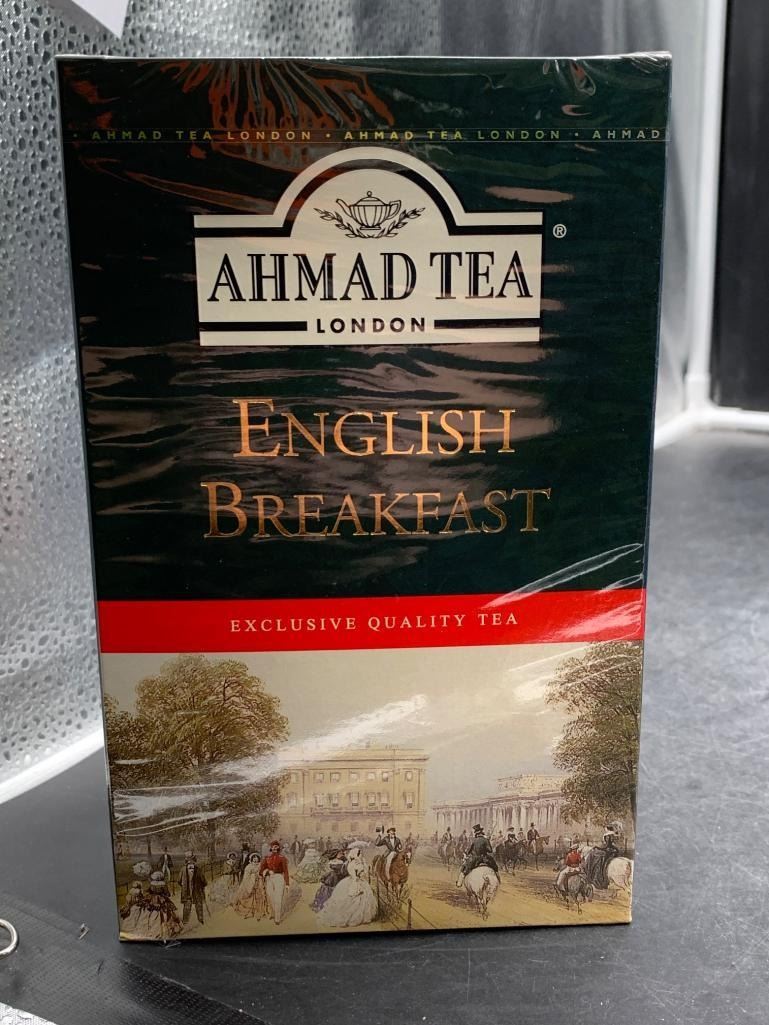 · AHMAD TEA LONDON · AHMAD TEA LONDON · AHMAD
AHMAD TEA ®
LONDON
ENGLISH
BREAKFAST
EXCLUSIVE QUALITY TEA